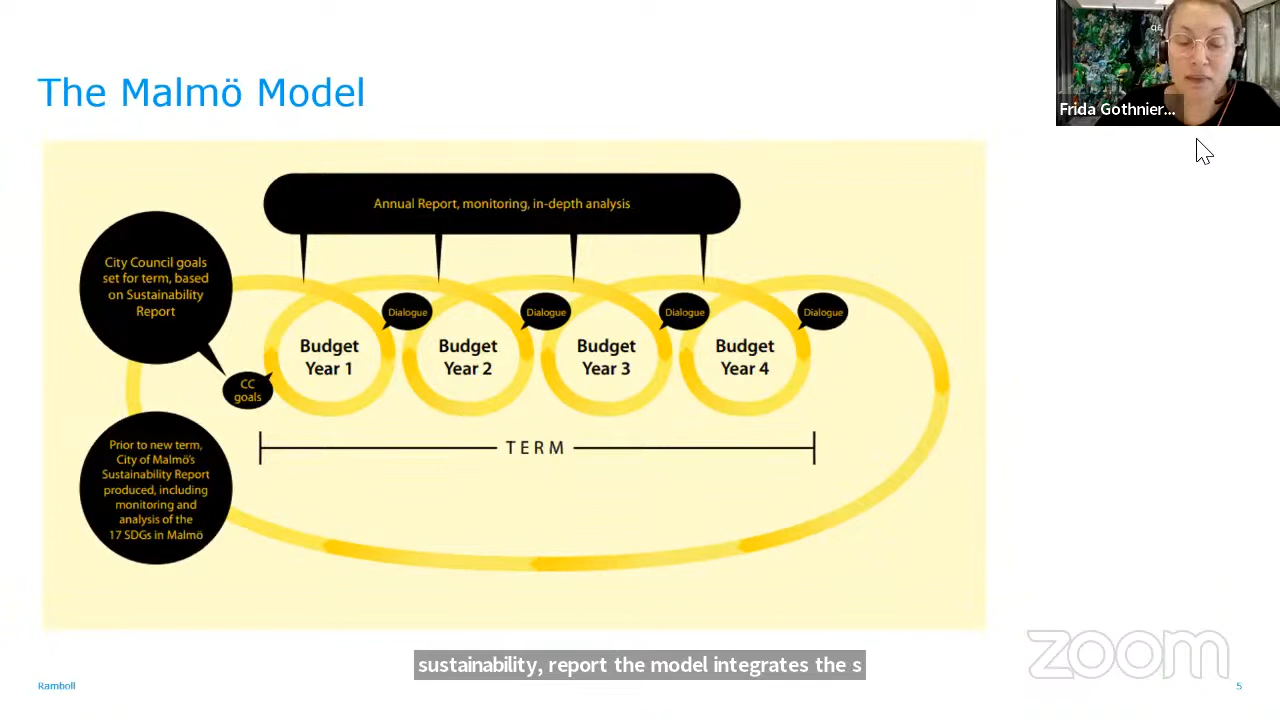 The Malmö Model
Frida Gothnier...
Annual Report, monitoring, in-depth analysis
City Council goals
set for term, based
on Sustainability
Report
Dialogue
Dialogue
Dialogue
Dialogue
Budget
Year 1
Budget
Year 2
Budget
Year 3
Budget
Year 4
CC
goals
TERM
Prior to new term,
City of Malmö's
Sustainability Report
produced, including
monitoring and
analysis of the
17 SDGs in Malmö
sustainability, report the model integrates the s
zoom
Ramboll
5